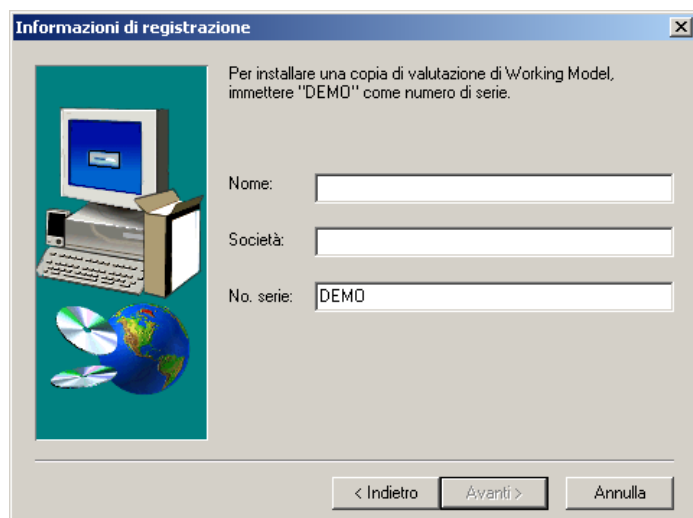 Informazioni di registrazione
Per installare una copia di valutazione di Working Model,
immettere "DEMO" come numero di serie.
Nome:
Società:
No. serie: DEMO
< Indietro Avanti > Annulla